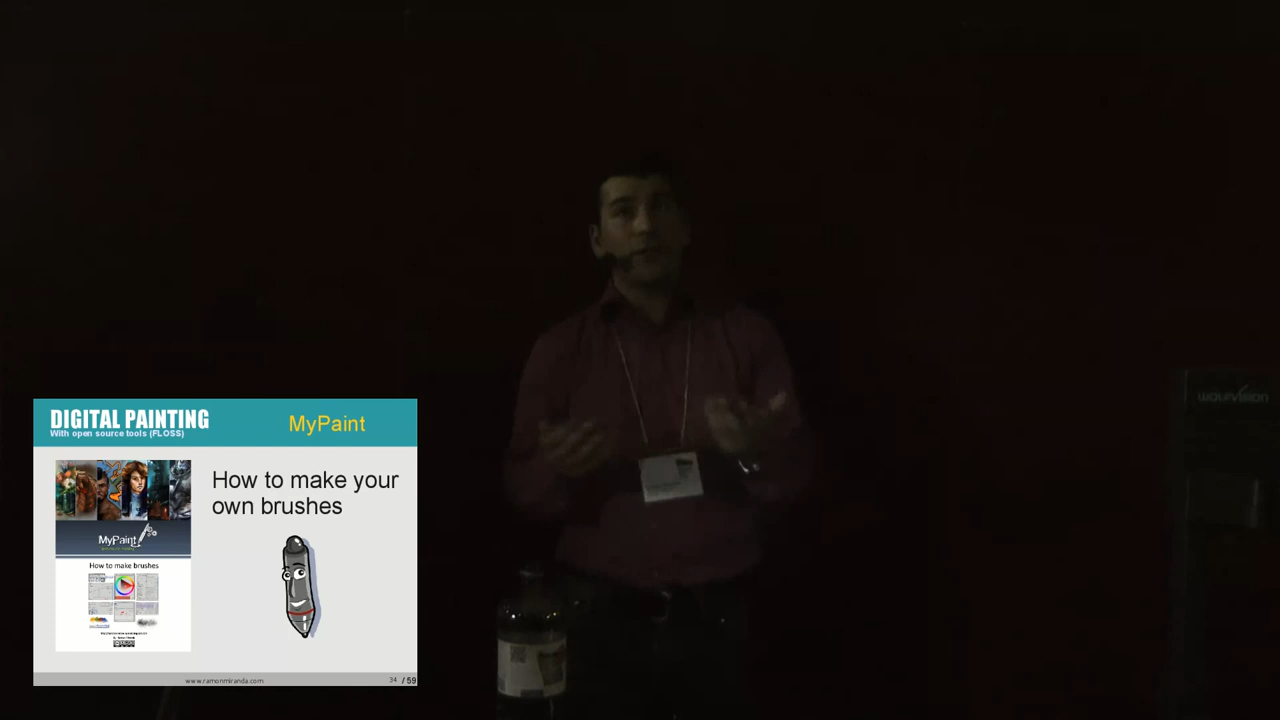 DIGITAL PAINTING
With open source tools (FLOSS)
MyPaint
How to make your
own brushes
MyPaint
How to make brushes
www.ramonmiranda.com
34 / 59
wavevision